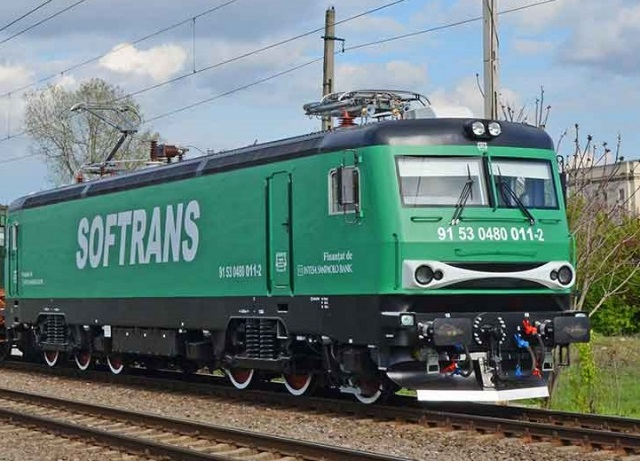 SOFTRANS
91 53 0480 011-2
Finanțat de
INTESA SANPAOLO BANK
91 53 0480 011-2